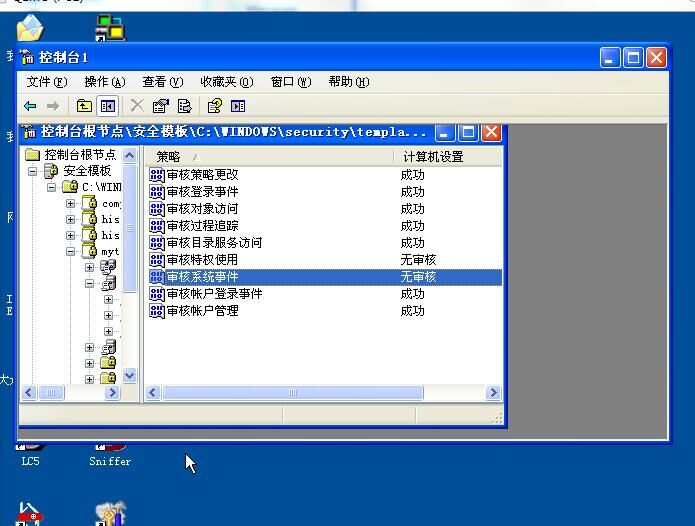 控制台1
文件(F) 操作(A) 查看(V) 收藏夹(O) 窗口(W) 帮助(H)
控制台根节点\安全模板\C:\WINDOWS\security\templa...
控制台根节点
安全模板
C:\WIN
com
his
his
myt
策略 计算机设置
审核策略更改 成功
审核登录事件 成功
审核对象访问 成功
审核过程追踪 成功
审核目录服务访问 成功
审核特权使用 无审核
审核系统事件 无审核
审核帐户登录事件 成功
审核帐户管理 成功
LC5 Sniffer